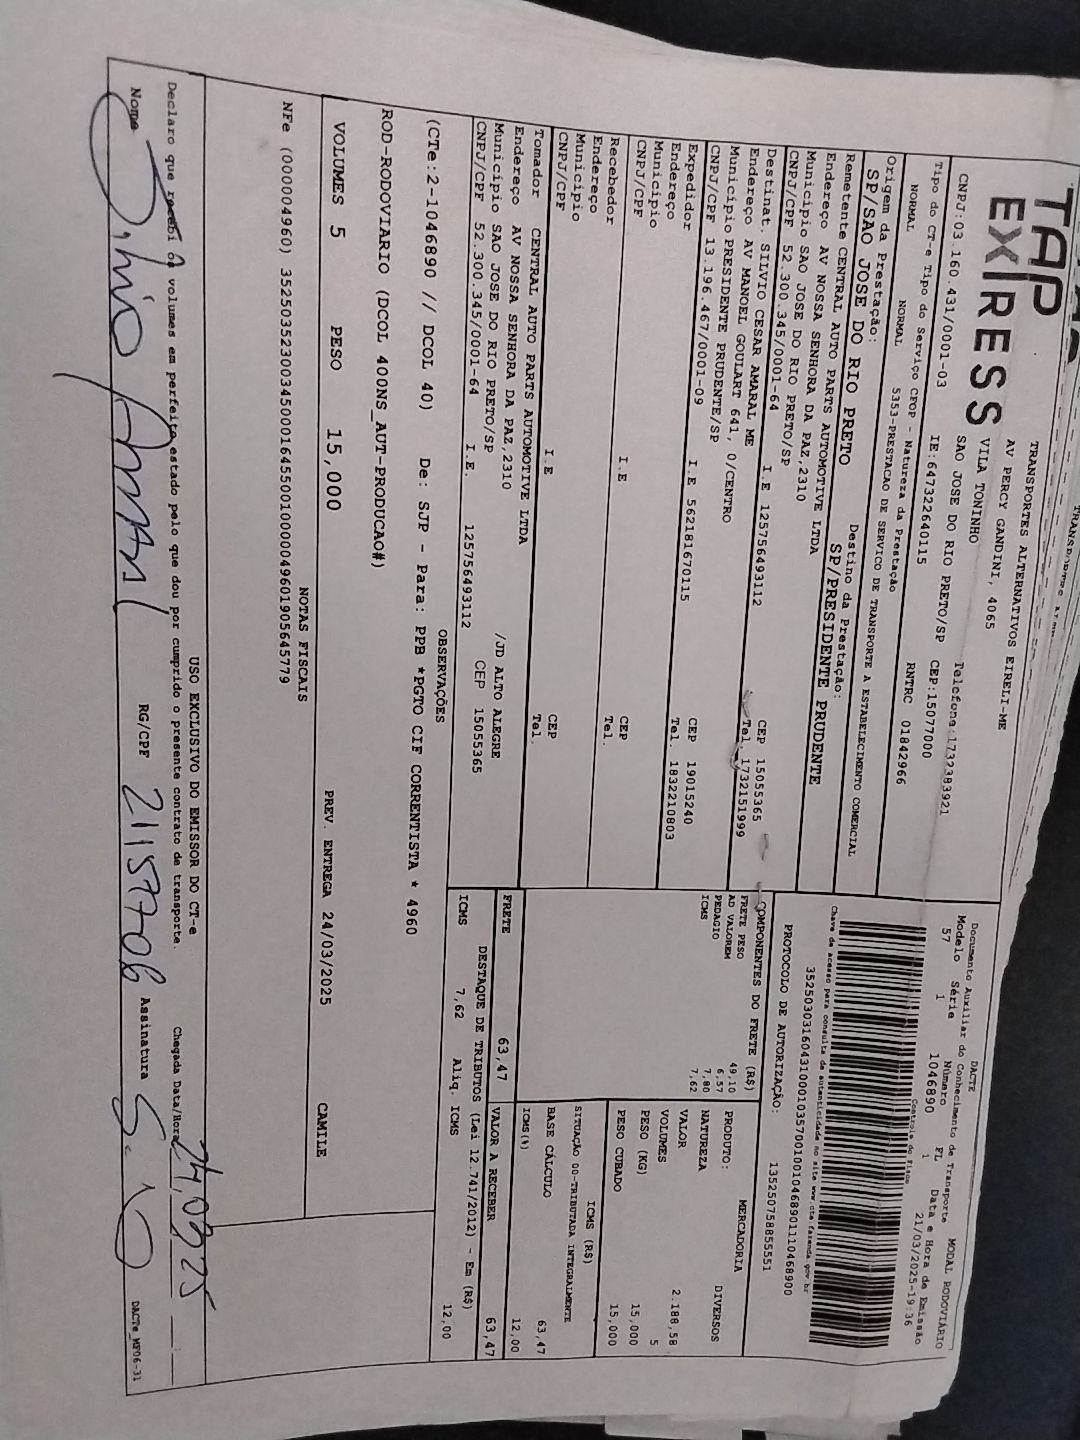 TAP
EX|RESS
TRANSPORTES ALTERNATIVOS EIRELI-ME
AV PERCY GANDINI, 4065
VILA TONINHO
SAO JOSE DO RIO PRETO/SP Telefone:1732383921
CNPJ:03.160.431/0001-03 IE:647322640115 CEP:15077000
Tipo do CT-e Tipo do Serviço CFOP - Natureza da Prestação RNTRC 01842966
NORMAL NORMAL 5353-PRESTACAO DE SERVICO DE TRANSPORTE A ESTABELECIMENTO COMERCIAL
Origem da Prestação: Destino da Prestação:
SP/SAO JOSE DO RIO PRETO SP/PRESIDENTE PRUDENTE
Remetente CENTRAL AUTO PARTS AUTOMOTIVE LTDA
Endereço AV NOSSA SENHORA DA PAZ,2310
Município SAO JOSE DO RIO PRETO/SP CEP 15055365
CNPJ/CPF 52.300.345/0001-64 I.E 125756493112 Tel. 1732151999
Destinat. SILVIO CESAR AMARAL ME
Endereço AV MANOEL GOULART 641, 0/CENTRO
Município PRESIDENTE PRUDENTE/SP CEP 19015240
CNPJ/CPF 13.196.467/0001-09 I.E 562181670115 Tel. 1832210803
Expedidor
Endereço
Município CEP
CNPJ/CPF I.E Tel.
Recebedor
Endereço
Município CEP
CNPJ/CPF I.E Tel.
Tomador CENTRAL AUTO PARTS AUTOMOTIVE LTDA
Endereço AV NOSSA SENHORA DA PAZ,2310 /JD ALTO ALEGRE
Município SAO JOSE DO RIO PRETO/SP CEP 15055365
CNPJ/CPF 52.300.345/0001-64 I.E. 125756493112
DACTE MODAL RODOVIÁRIO
Documento Auxiliar do Conhecimento de Transporte
Modelo Série Número FL Data e Hora de Emissão
57 1 1046890 1 21/03/2025-19:36
Controle do Fisco
Chave de acesso para consulta de autenticidade no site www.cte.fazenda.gov.br
35250303160431000103570010010468901110468900
PROTOCOLO DE AUTORIZAÇÃO: 135250758855551
COMPONENTES DO FRETE (R$)
FRETE PESO 49,10
AD VALOREM 6,57
PEDAGIO 7,80
ICMS 7,62
PRODUTO: MERCADORIA
NATUREZA DIVERSOS
VALOR 2.188,58
VOLUMES 5
PESO (KG) 15,000
PESO CUBADO 15,000
ICMS (R$)
SITUAÇÃO 00-TRIBUTADA INTEGRALMENTE
BASE CÁLCULO 63,47
ICMS(%) 12,00
FRETE 63,47 VALOR A RECEBER 63,47
DESTAQUE DE TRIBUTOS (Lei 12.741/2012) - Em (R$)
ICMS 7,62 Alíq. ICMS 12,00
OBSERVAÇÕES
(CTe:2-1046890 // DCOL 40) De: SJP - Para: PPB *PGTO CIF CORRENTISTA * 4960
ROD-RODOVIARIO (DCOL 400NS_AUT-PRODUCAO#)
VOLUMES 5 PESO 15,000 PREV. ENTREGA 24/03/2025 CAMILE
NOTAS FISCAIS
NFe (000004960) 35250352300345000164550010000049601905645779
USO EXCLUSIVO DO EMISSOR DO CT-e
Declaro que recebi os volumes em perfeito estado pelo que dou por cumprido o presente contrato de transporte. Chegada Data/Hora
Nome Silvio Amaral RG/CPF Assinatura
DACTe_MP06-31